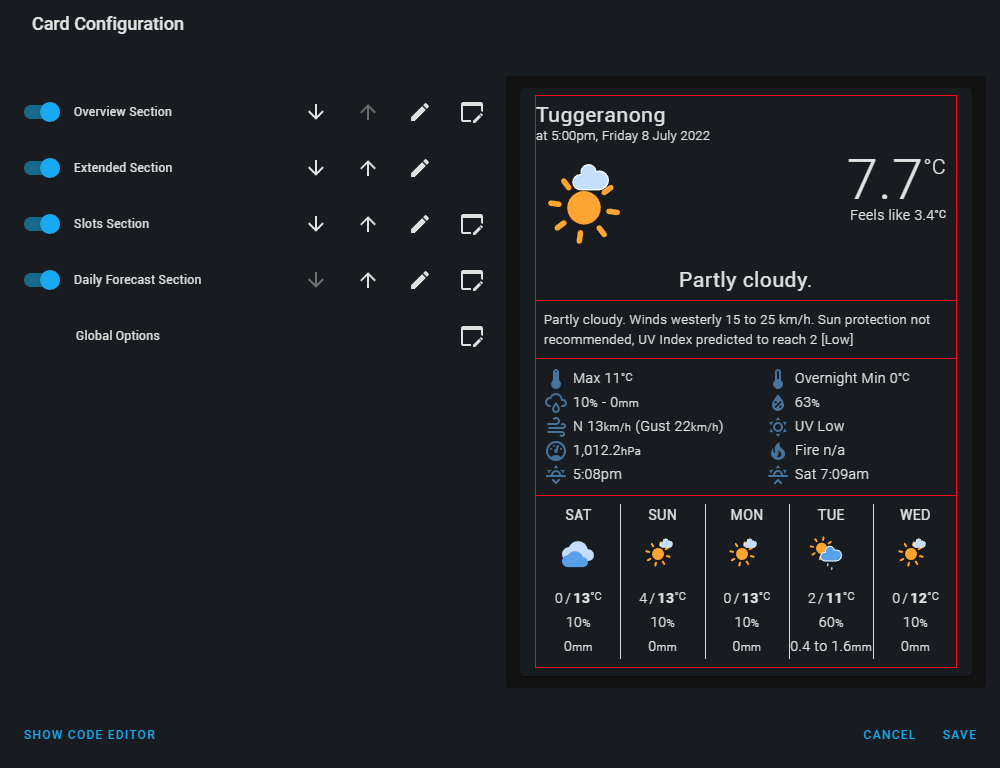 Card Configuration
Overview Section
Extended Section
Slots Section
Daily Forecast Section
Global Options
Tuggeranong
at 5:00pm, Friday 8 July 2022
7.7°C
Feels like 3.4°C
Partly cloudy.
Partly cloudy. Winds westerly 15 to 25 km/h. Sun protection not
recommended, UV Index predicted to reach 2 [Low]
Max 11°C Overnight Min 0°C
10% - 0mm 63%
N 13km/h (Gust 22km/h) UV Low
1,012.2hPa Fire n/a
5:08pm Sat 7:09am
SAT SUN MON TUE WED
0/13°C 4/13°C 0/13°C 2/11°C 0/12°C
10% 10% 10% 60% 10%
0mm 0mm 0mm 0.4 to 1.6mm 0mm
SHOW CODE EDITOR CANCEL SAVE